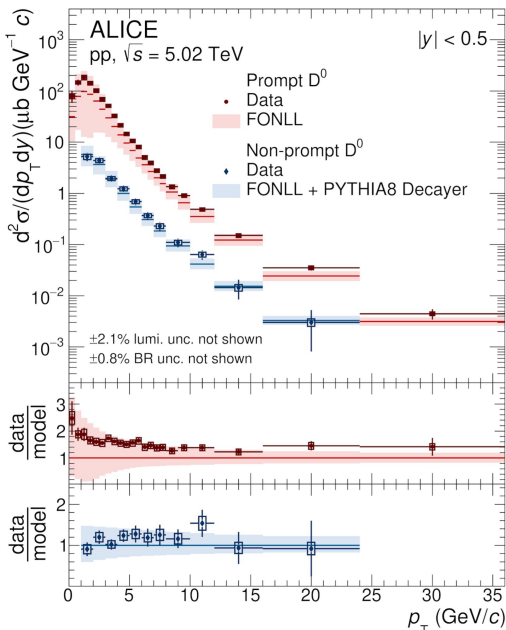 ALICE
pp, √s = 5.02 TeV
|y| < 0.5
Prompt D⁰
Data
FONLL
Non-prompt D⁰
Data
FONLL + PYTHIA8 Decayer
±2.1% lumi. unc. not shown
±0.8% BR unc. not shown
d²σ/(dp_T dy)(μb GeV⁻¹ c)
10³
10²
10
1
10⁻¹
10⁻²
10⁻³
data
model
3
2
1
data
model
2
1
0 5 10 15 20 25 30 35
p_T (GeV/c)